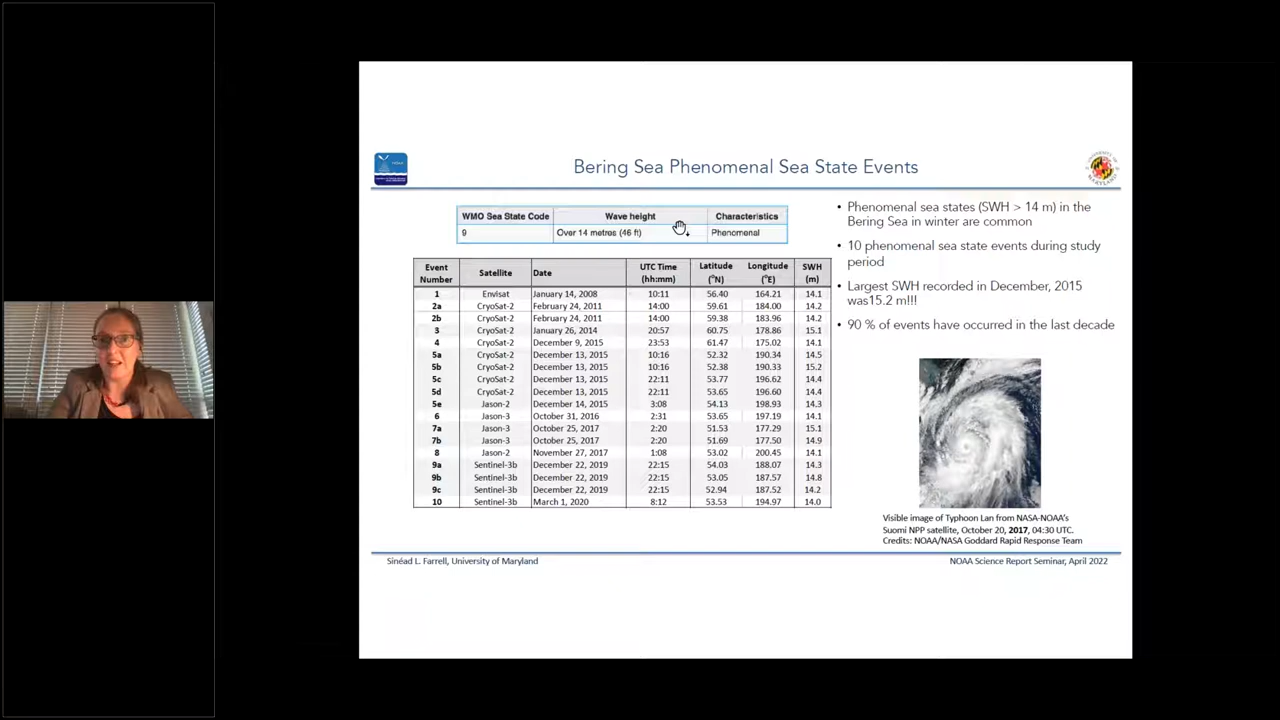 Bering Sea Phenomenal Sea State Events
WMO Sea State Code Wave height Characteristics
9 Over 14 metres (46 ft) Phenomenal
Event Number Satellite Date UTC Time (hh:mm) Latitude (°N) Longitude (°E) SWH (m)
1 Envisat January 14, 2008 10:11 56.40 164.21 14.1
2a CryoSat-2 February 24, 2011 14:00 59.61 184.00 14.2
2b CryoSat-2 February 24, 2011 14:00 59.38 183.96 14.2
3 CryoSat-2 January 26, 2014 20:57 60.75 178.86 15.1
4 CryoSat-2 December 9, 2015 23:53 61.47 175.02 14.1
5a CryoSat-2 December 13, 2015 10:16 52.32 190.34 14.5
5b CryoSat-2 December 13, 2015 10:16 52.38 190.33 15.2
5c CryoSat-2 December 13, 2015 22:11 53.77 196.62 14.4
5d CryoSat-2 December 13, 2015 22:11 53.65 196.60 14.4
5e Jason-2 December 14, 2015 3:08 54.13 198.93 14.3
6 Jason-3 October 31, 2016 2:31 53.65 197.19 14.1
7a Jason-3 October 25, 2017 2:20 51.53 177.29 15.1
7b Jason-3 October 25, 2017 2:20 51.69 177.50 14.9
8 Jason-2 November 27, 2017 1:08 53.02 200.45 14.1
9a Sentinel-3b December 22, 2019 22:15 54.03 188.07 14.3
9b Sentinel-3b December 22, 2019 22:15 53.05 187.57 14.8
9c Sentinel-3b December 22, 2019 22:15 52.94 187.52 14.2
10 Sentinel-3b March 1, 2020 8:12 53.53 194.97 14.0
• Phenomenal sea states (SWH > 14 m) in the
Bering Sea in winter are common
• 10 phenomenal sea state events during study
period
• Largest SWH recorded in December, 2015
was15.2 m!!!
• 90 % of events have occurred in the last decade
Visible image of Typhoon Lan from NASA-NOAA's
Suomi NPP satellite, October 20, 2017, 04:30 UTC.
Credits: NOAA/NASA Goddard Rapid Response Team
Sinéad L. Farrell, University of Maryland
NOAA Science Report Seminar, April 2022